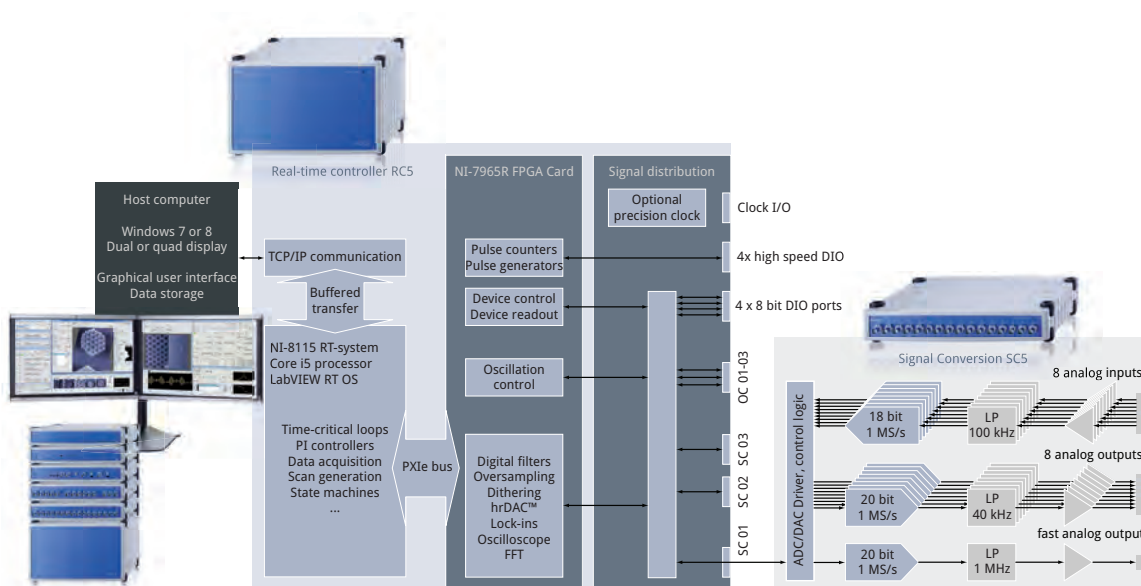 Real-time controller RC5
NI-7965R FPGA Card
Signal distribution
Host computer
Windows 7 or 8
Dual or quad display
Graphical user interface
Data storage
TCP/IP communication
Buffered
transfer
NI-8115 RT-system
Core i5 processor
LabVIEW RT OS
Time-critical loops
PI controllers
Data acquisition
Scan generation
State machines
...
PXIe bus
Pulse counters
Pulse generators
Device control
Device readout
Oscillation
control
Digital filters
Oversampling
Dithering
hrDAC™
Lock-ins
Oscilloscope
FFT
Optional
precision clock
Clock I/O
4x high speed DIO
4 x 8 bit DIO ports
OC 01-03
SC 03
SC 02
SC 01
Signal Conversion SC5
ADC/DAC Driver, control logic
8 analog inputs
18 bit
1 MS/s
LP
100 kHz
8 analog outputs
20 bit
1 MS/s
LP
40 kHz
fast analog output
20 bit
1 MS/s
LP
1 MHz